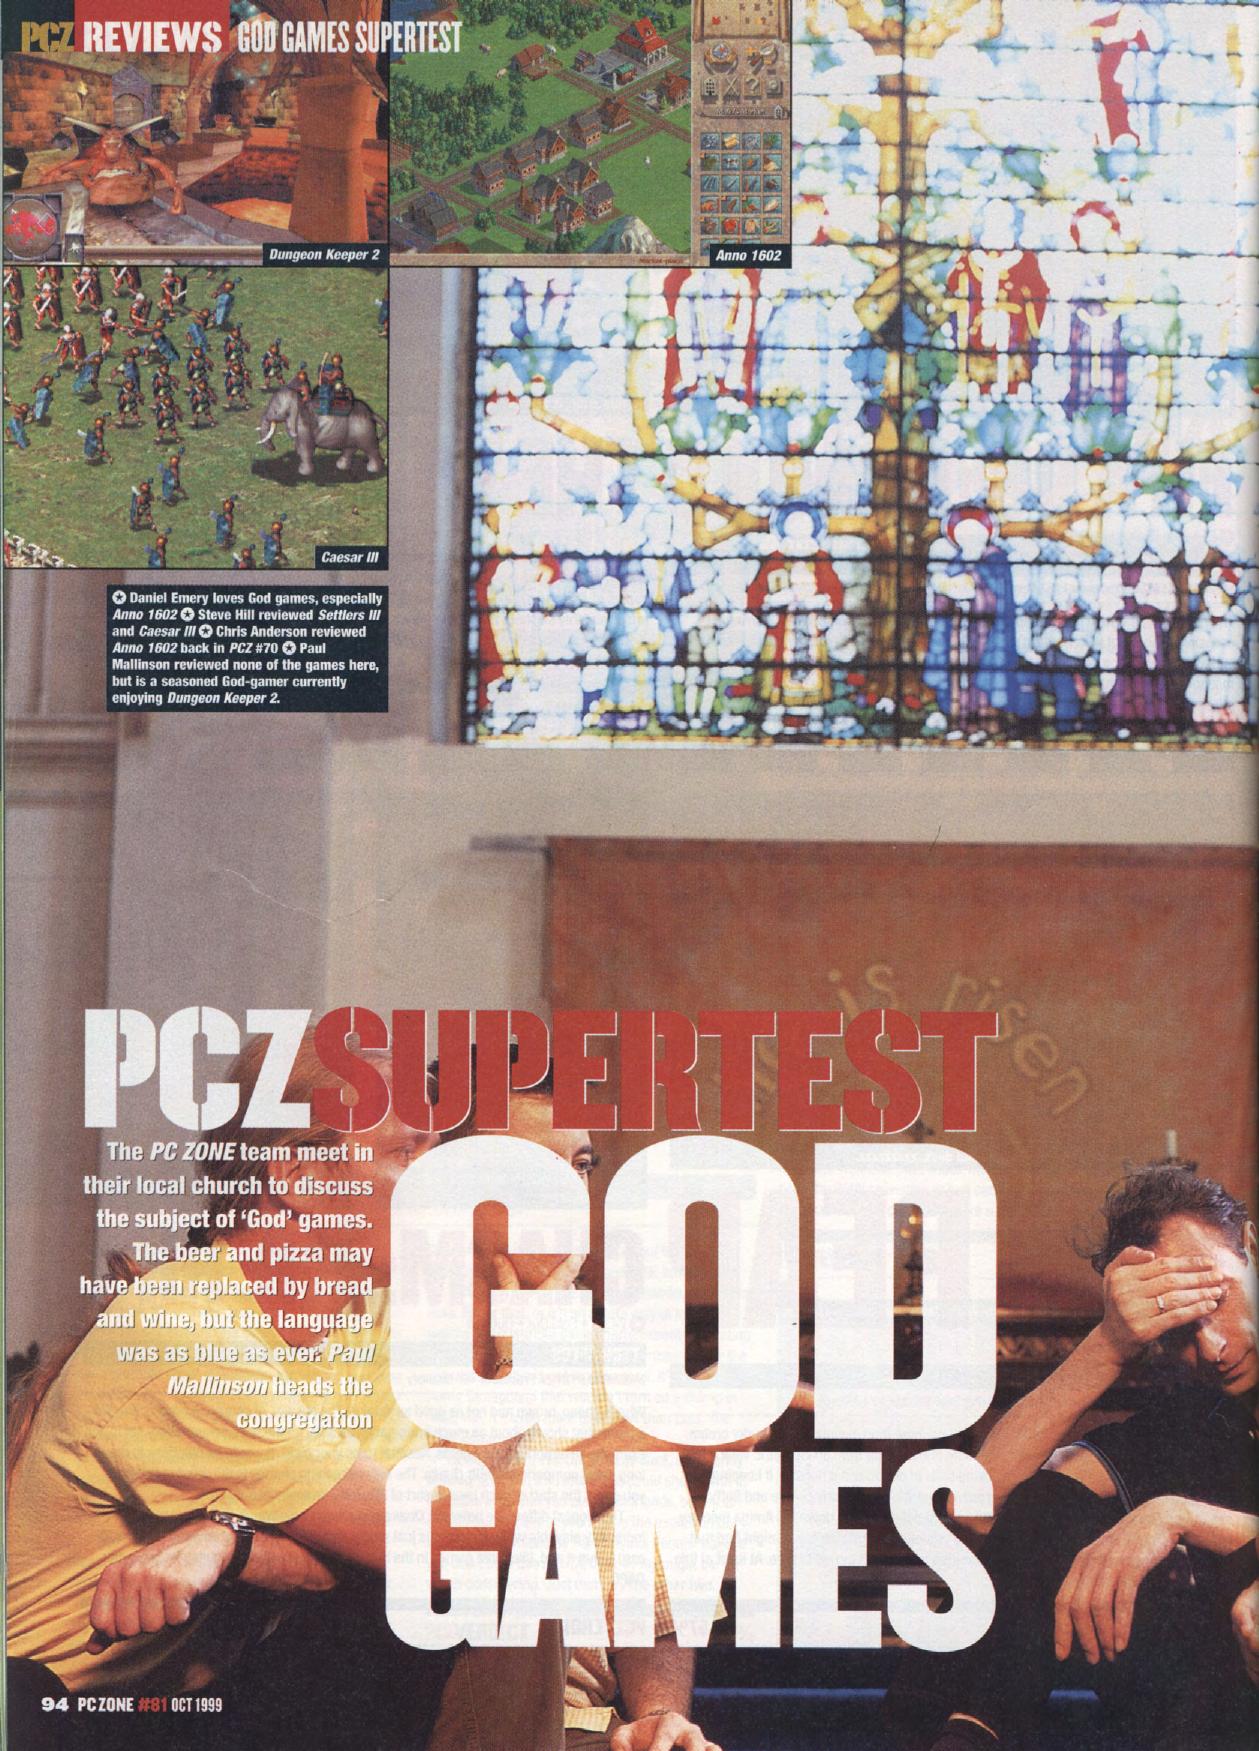 PCZ REVIEWS GOD GAMES SUPERTEST
Dungeon Keeper 2
Anno 1602
Caesar III
✪ Daniel Emery loves God games, especially
Anno 1602 ✪ Steve Hill reviewed Settlers III
and Caesar III ✪ Chris Anderson reviewed
Anno 1602 back in PCZ #70 ✪ Paul
Mallinson reviewed none of the games here,
but is a seasoned God-gamer currently
enjoying Dungeon Keeper 2.
is risen
PCZ SUPERTEST
GOD
GAMES
The PC ZONE team meet in
their local church to discuss
the subject of ‘God’ games.
The beer and pizza may
have been replaced by bread
and wine, but the language
was as blue as ever. Paul
Mallinson heads the
congregation
94 PC ZONE #81 OCT 1999